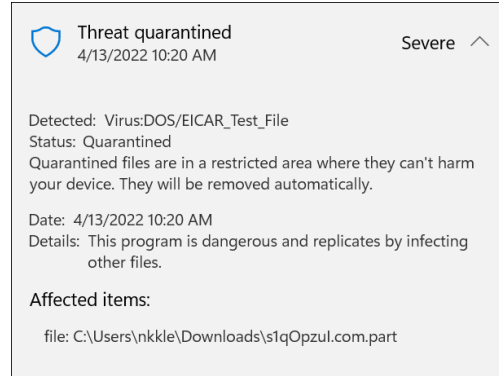 Threat quarantined
4/13/2022 10:20 AM
Severe
Detected: Virus:DOS/EICAR_Test_File
Status: Quarantined
Quarantined files are in a restricted area where they can't harm
your device. They will be removed automatically.
Date: 4/13/2022 10:20 AM
Details: This program is dangerous and replicates by infecting
other files.
Affected items:
file: C:\Users\nkkle\Downloads\s1qOpzuI.com.part